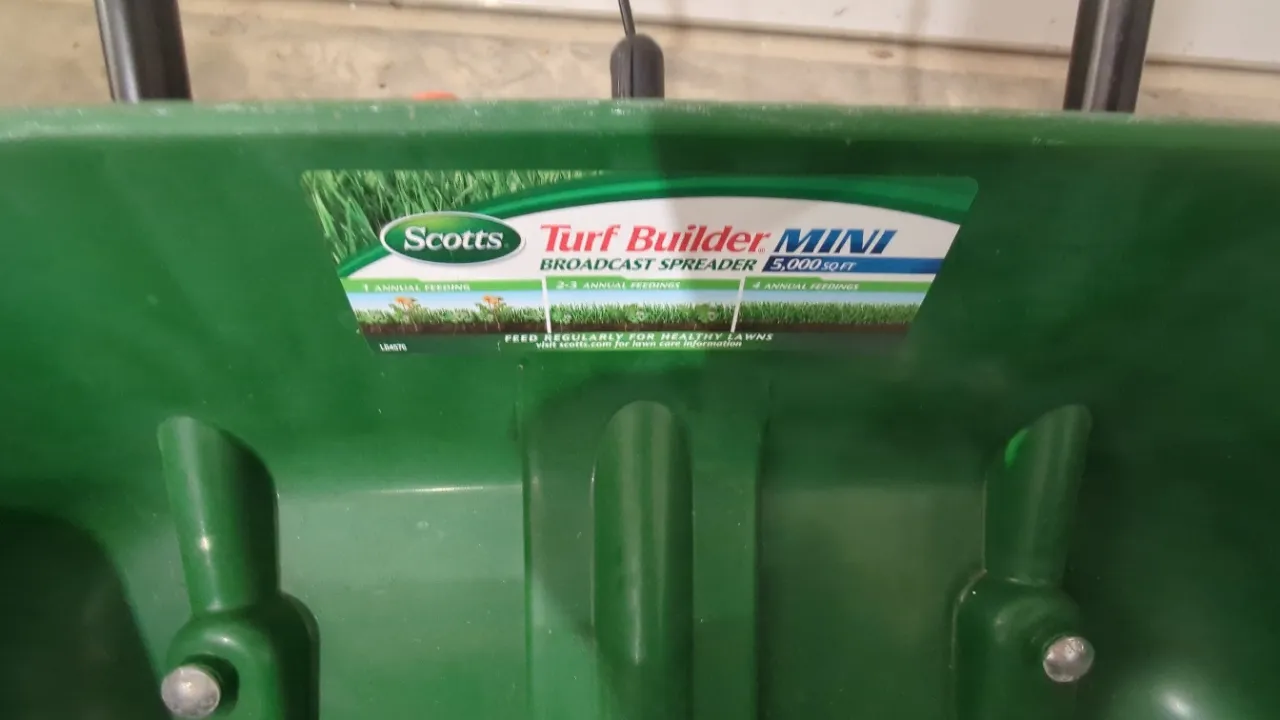 Scotts
Turf Builder MINI
BROADCAST SPREADER 5,000 SQ FT
1 ANNUAL FEEDING 2-3 ANNUAL FEEDINGS 4 ANNUAL FEEDINGS
FEED REGULARLY FOR HEALTHY LAWNS
visit scotts.com for lawn care information
LB4570